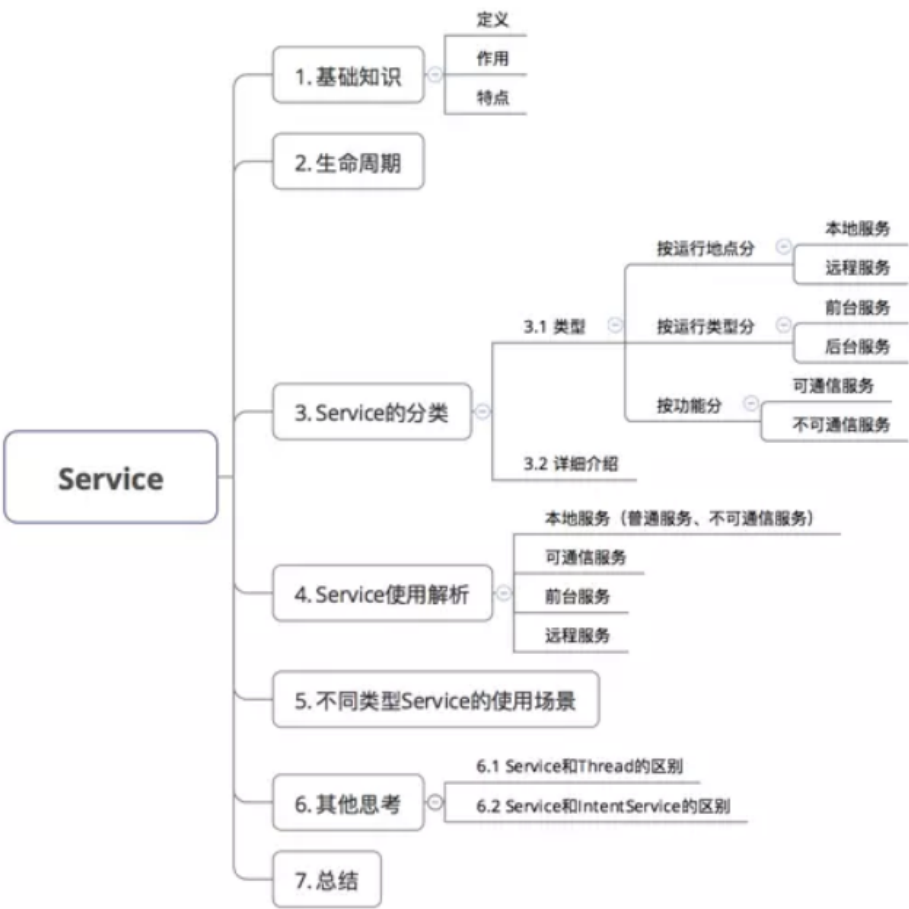 定义
作用
1. 基础知识
特点
2. 生命周期
本地服务
按运行地点分
远程服务
前台服务
3.1 类型
按运行类型分
后台服务
可通信服务
按功能分
3. Service的分类
不可通信服务
3.2 详细介绍
Service
本地服务（普通服务、不可通信服务）
可通信服务
4. Service使用解析
前台服务
远程服务
5. 不同类型Service的使用场景
6.1 Service和Thread的区别
6. 其他思考
6.2 Service和IntentService的区别
7. 总结